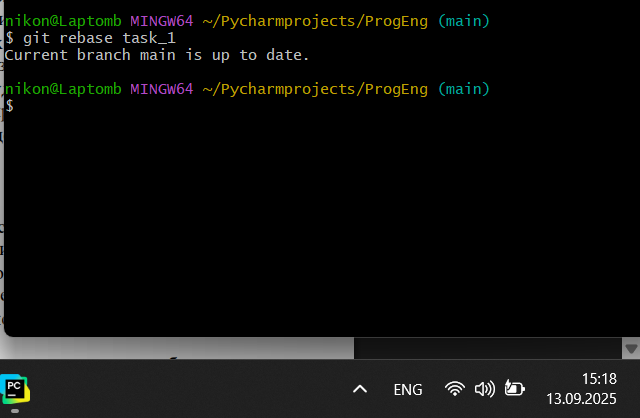 nikon@Laptomb MINGW64 ~/Pycharmprojects/ProgEng (main)
$ git rebase task_1
Current branch main is up to date.
nikon@Laptomb MINGW64 ~/Pycharmprojects/ProgEng (main)
$
PC
ENG
15:18
13.09.2025